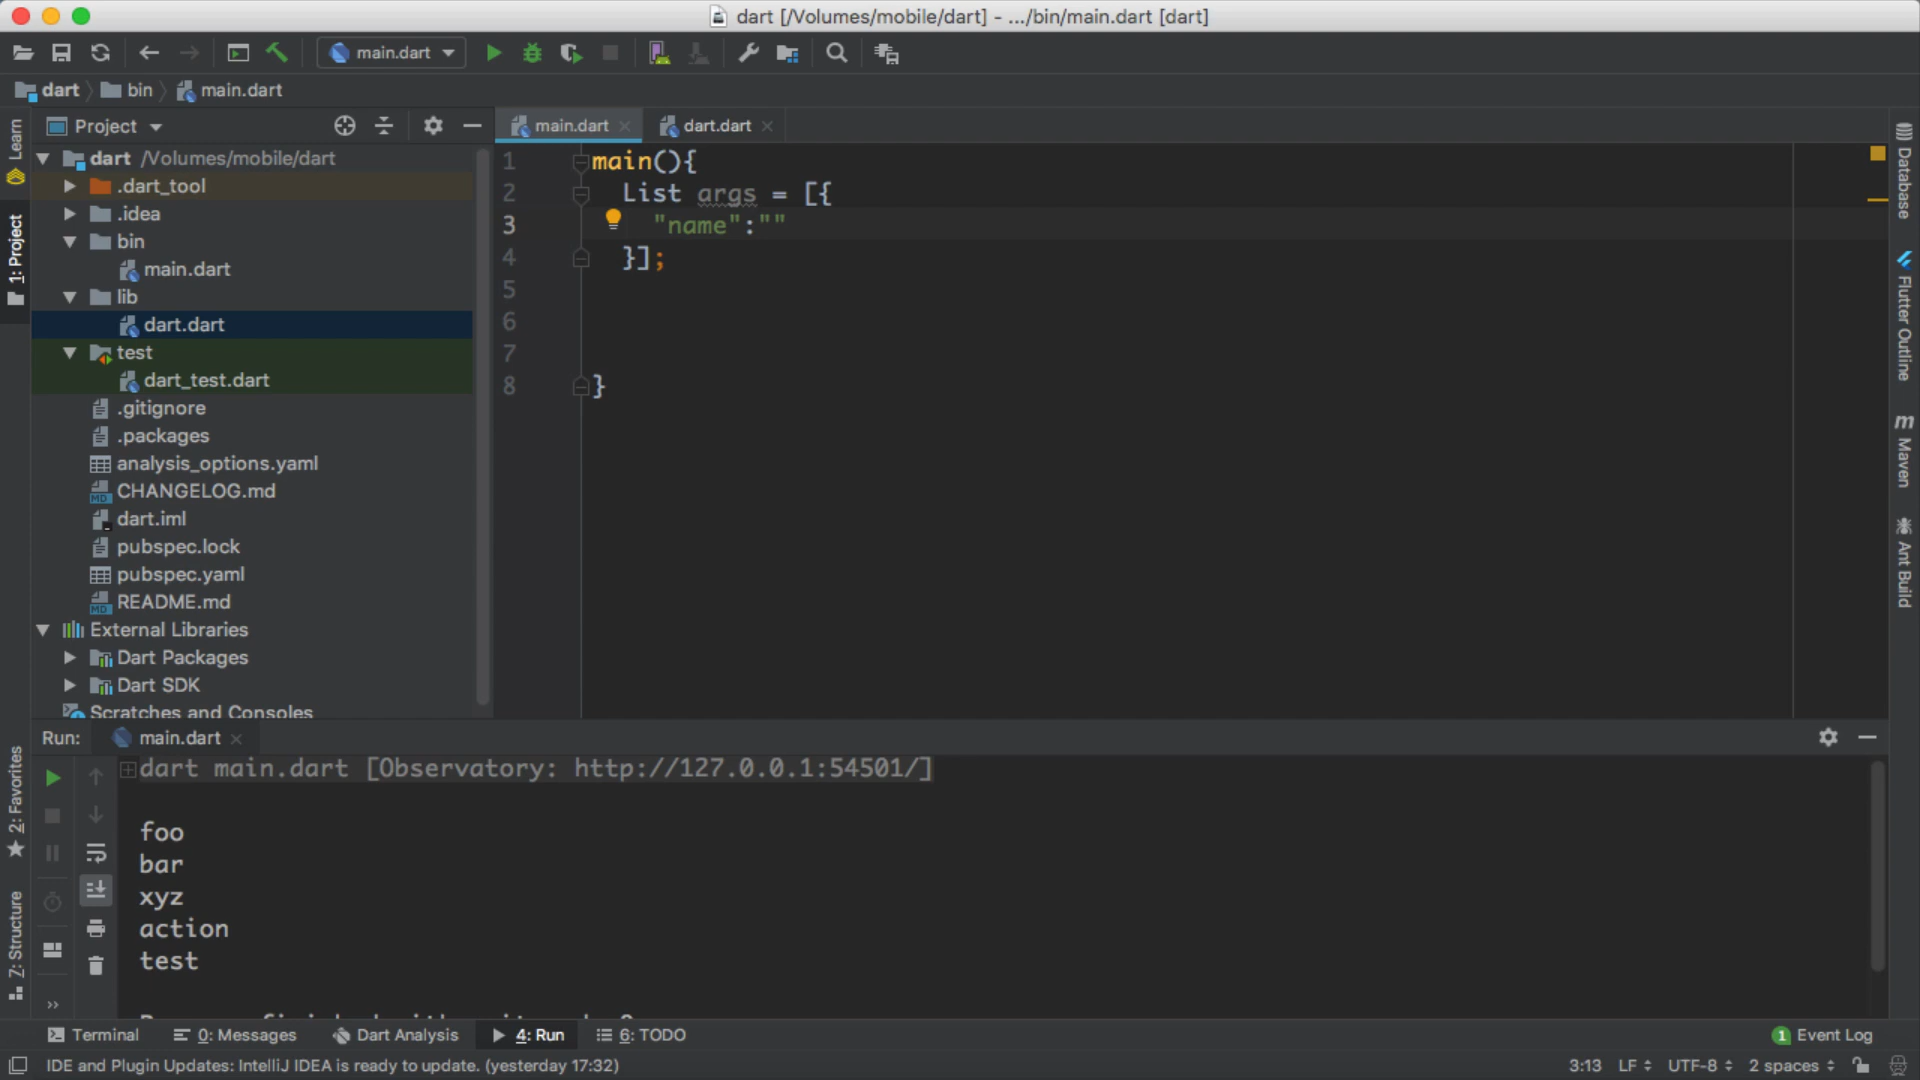 dart [/Volumes/mobile/dart] - .../bin/main.dart [dart]
main.dart
dart
bin
main.dart
Learn
1: Project
2: Favorites
7: Structure
Project
dart /Volumes/mobile/dart
.dart_tool
.idea
bin
main.dart
lib
dart.dart
test
dart_test.dart
.gitignore
.packages
analysis_options.yaml
CHANGELOG.md
dart.iml
pubspec.lock
pubspec.yaml
README.md
External Libraries
Dart Packages
Dart SDK
Scratches and Consoles
main.dart
dart.dart
1 main(){
2 List args = [{
3 "name":""
4 }];
5
6
7
8 }
Database
Flutter Outline
Maven
Ant Build
Run:
main.dart
dart main.dart [Observatory: http://127.0.0.1:54501/]
foo
bar
xyz
action
test
Terminal
0: Messages
Dart Analysis
4: Run
6: TODO
1 Event Log
IDE and Plugin Updates: IntelliJ IDEA is ready to update. (yesterday 17:32)
3:13
LF
UTF-8
2 spaces